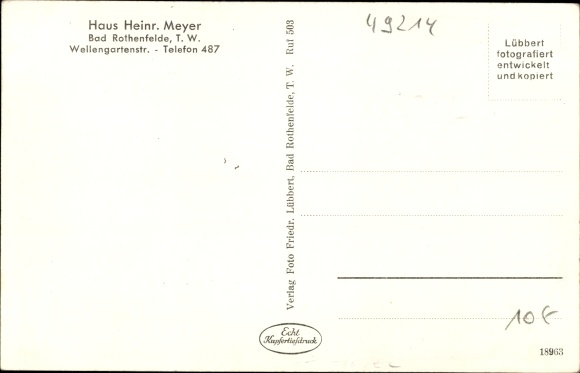 Haus Heinr. Meyer
Bad Rothenfelde, T. W.
Wellengartenstr. - Telefon 487
Verlag Foto Friedr. Lübbert, Bad Rothenfelde, T. W. Ruf 503
49214
Lübbert
fotografiert
entwickelt
und kopiert
10€
Echt
Kupfertiefdruck
18963